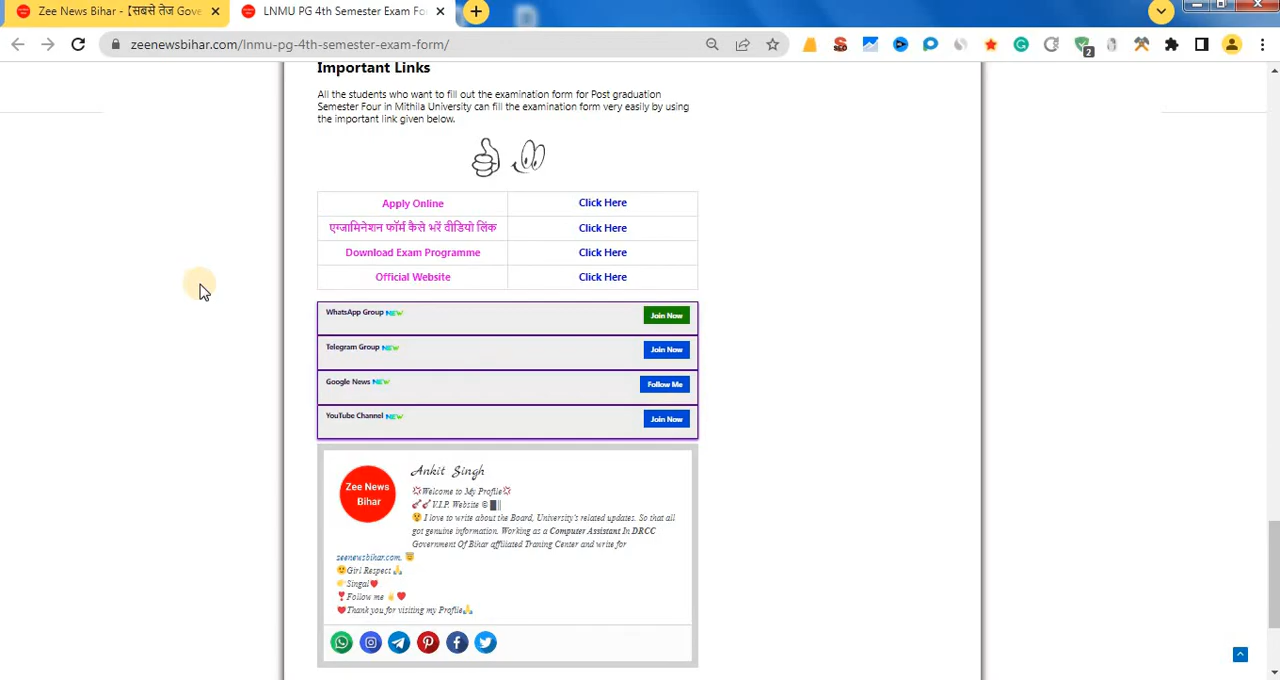 Zee News Bihar - [सबसे तेज Gove
LNMU PG 4th Semester Exam Fo
zeenewsbihar.com/lnmu-pg-4th-semester-exam-form/
2
Important Links
All the students who want to fill out the examination form for Post graduation
Semester Four in Mithila University can fill the examination form very easily by using
the important link given below.
Apply Online Click Here
एग्जामिनेशन फॉर्म कैसे भरें वीडियो लिंक Click Here
Download Exam Programme Click Here
Official Website Click Here
WhatsApp Group NEW Join Now
Telegram Group NEW Join Now
Google News NEW Follow Me
YouTube Channel NEW Join Now
Zee News
Bihar
Ankit Singh
💢Welcome to My Profile💢
V.I.P. Website ©
I love to write about the Board, University's related updates. So that all
got genuine information. Working as a Computer Assistant In DRCC
Government Of Bihar affiliated Traning Center and write for
zeenewsbihar.com.
Girl Respect 🙏
Singal❤
❣Follow me ❤
❤Thank you for visiting my Profile🙏